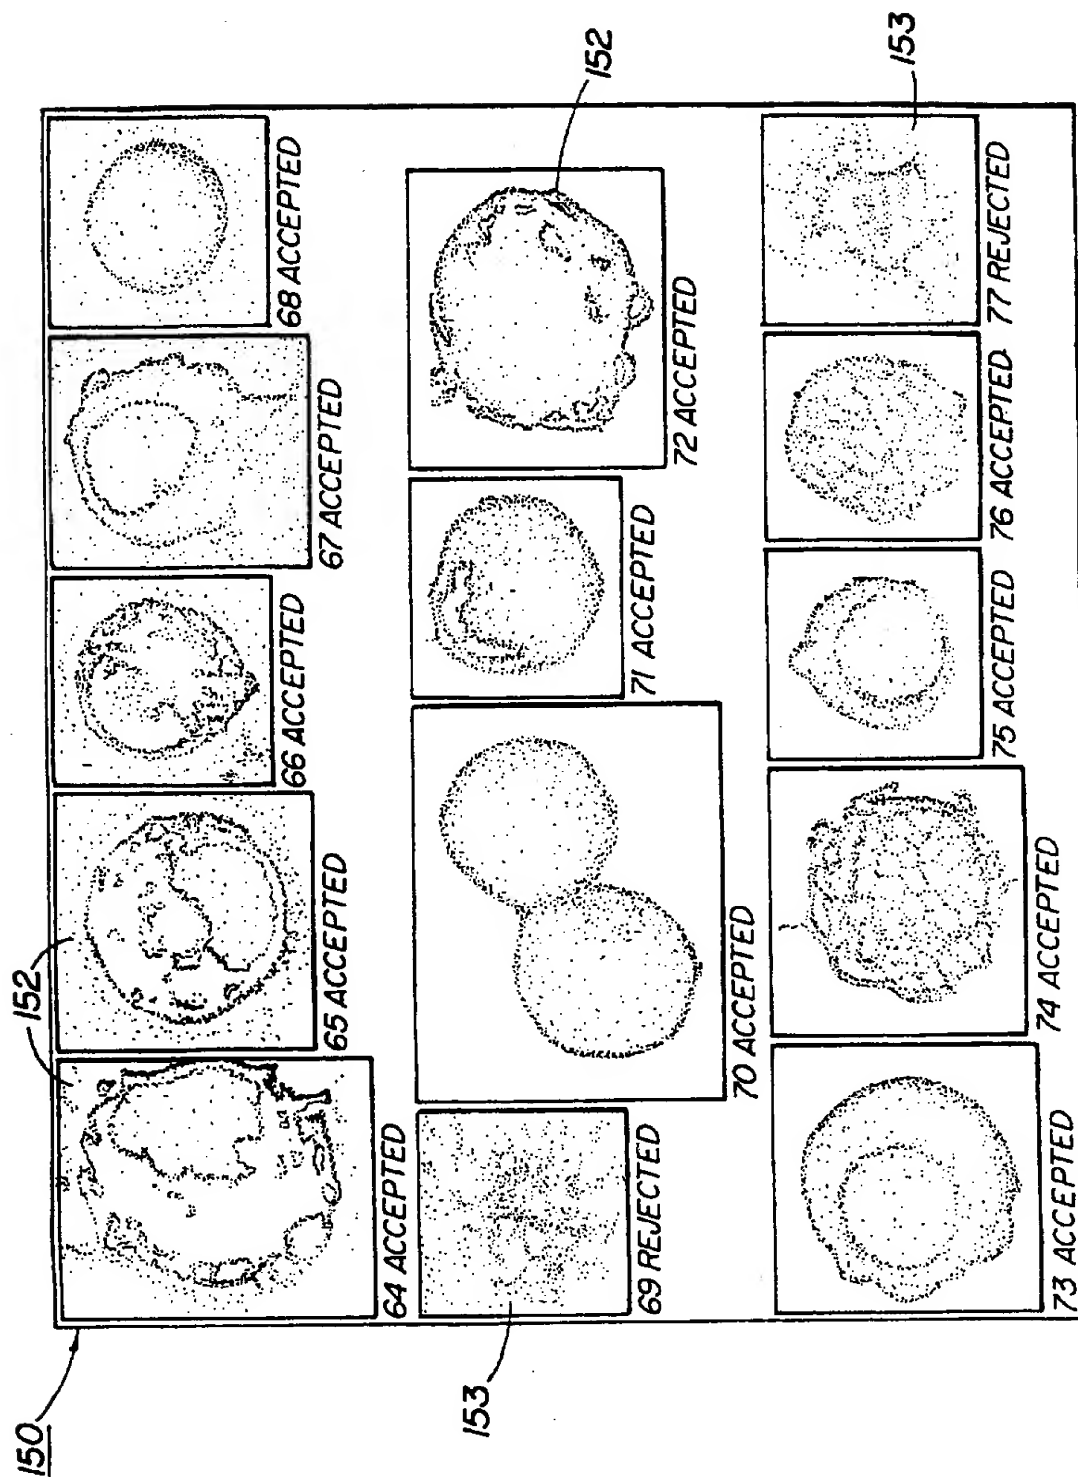 150
152
64 ACCEPTED
65 ACCEPTED
66 ACCEPTED
67 ACCEPTED
68 ACCEPTED
153
69 REJECTED
70 ACCEPTED
71 ACCEPTED
72 ACCEPTED
152
73 ACCEPTED
74 ACCEPTED
75 ACCEPTED
76 ACCEPTED
77 REJECTED
153